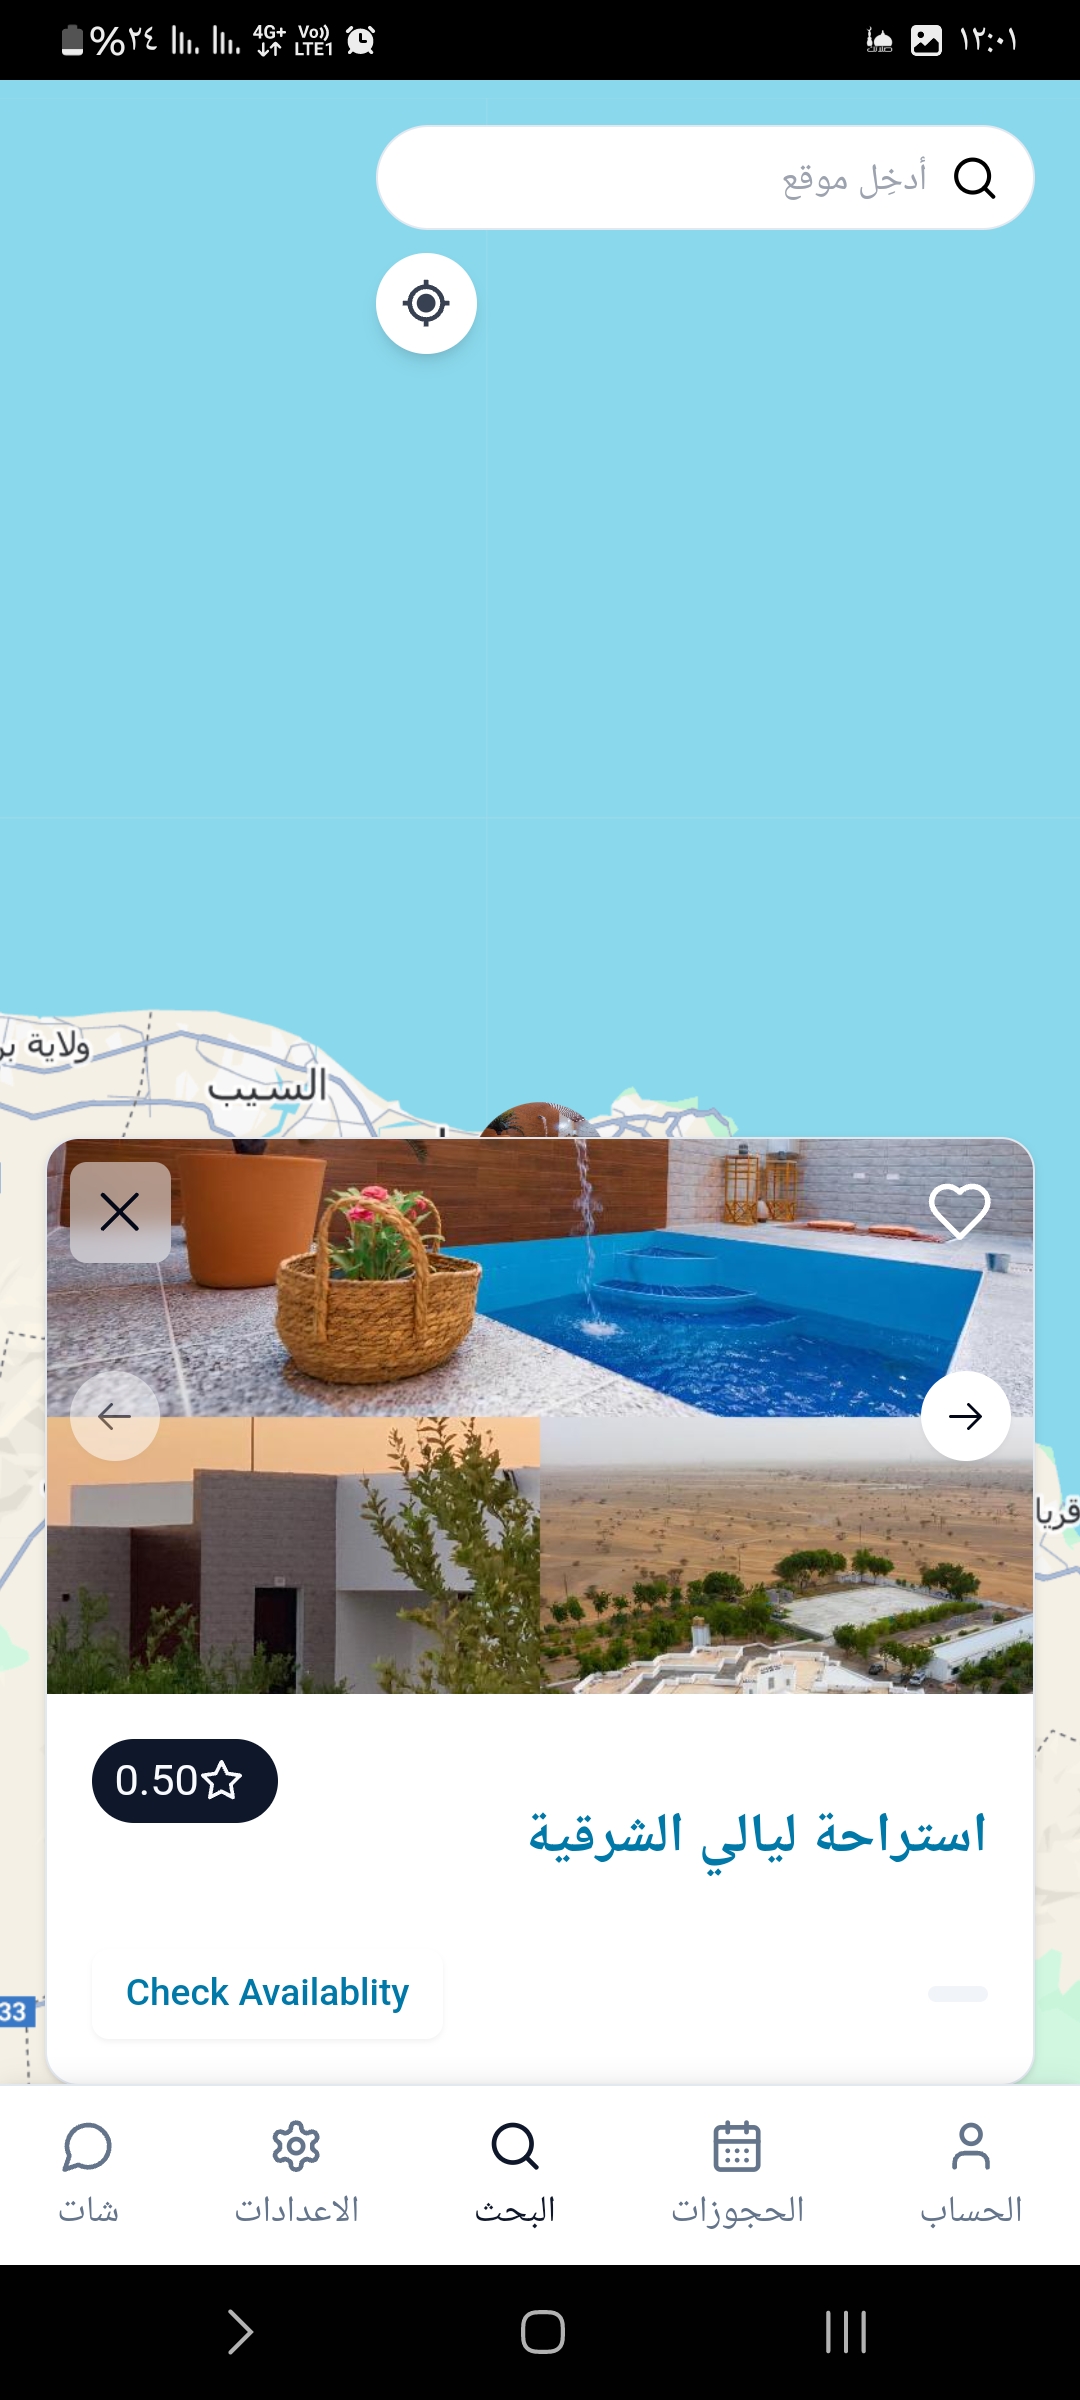 ١٢:٠١
4G+ Vo)) LTE1 %٢٤
أدخِل موقع
ولاية بر
السيب
قريا
0.50
استراحة ليالي الشرقية
Check Availablity
33
الحساب
الحجوزات
البحث
الاعدادات
شات